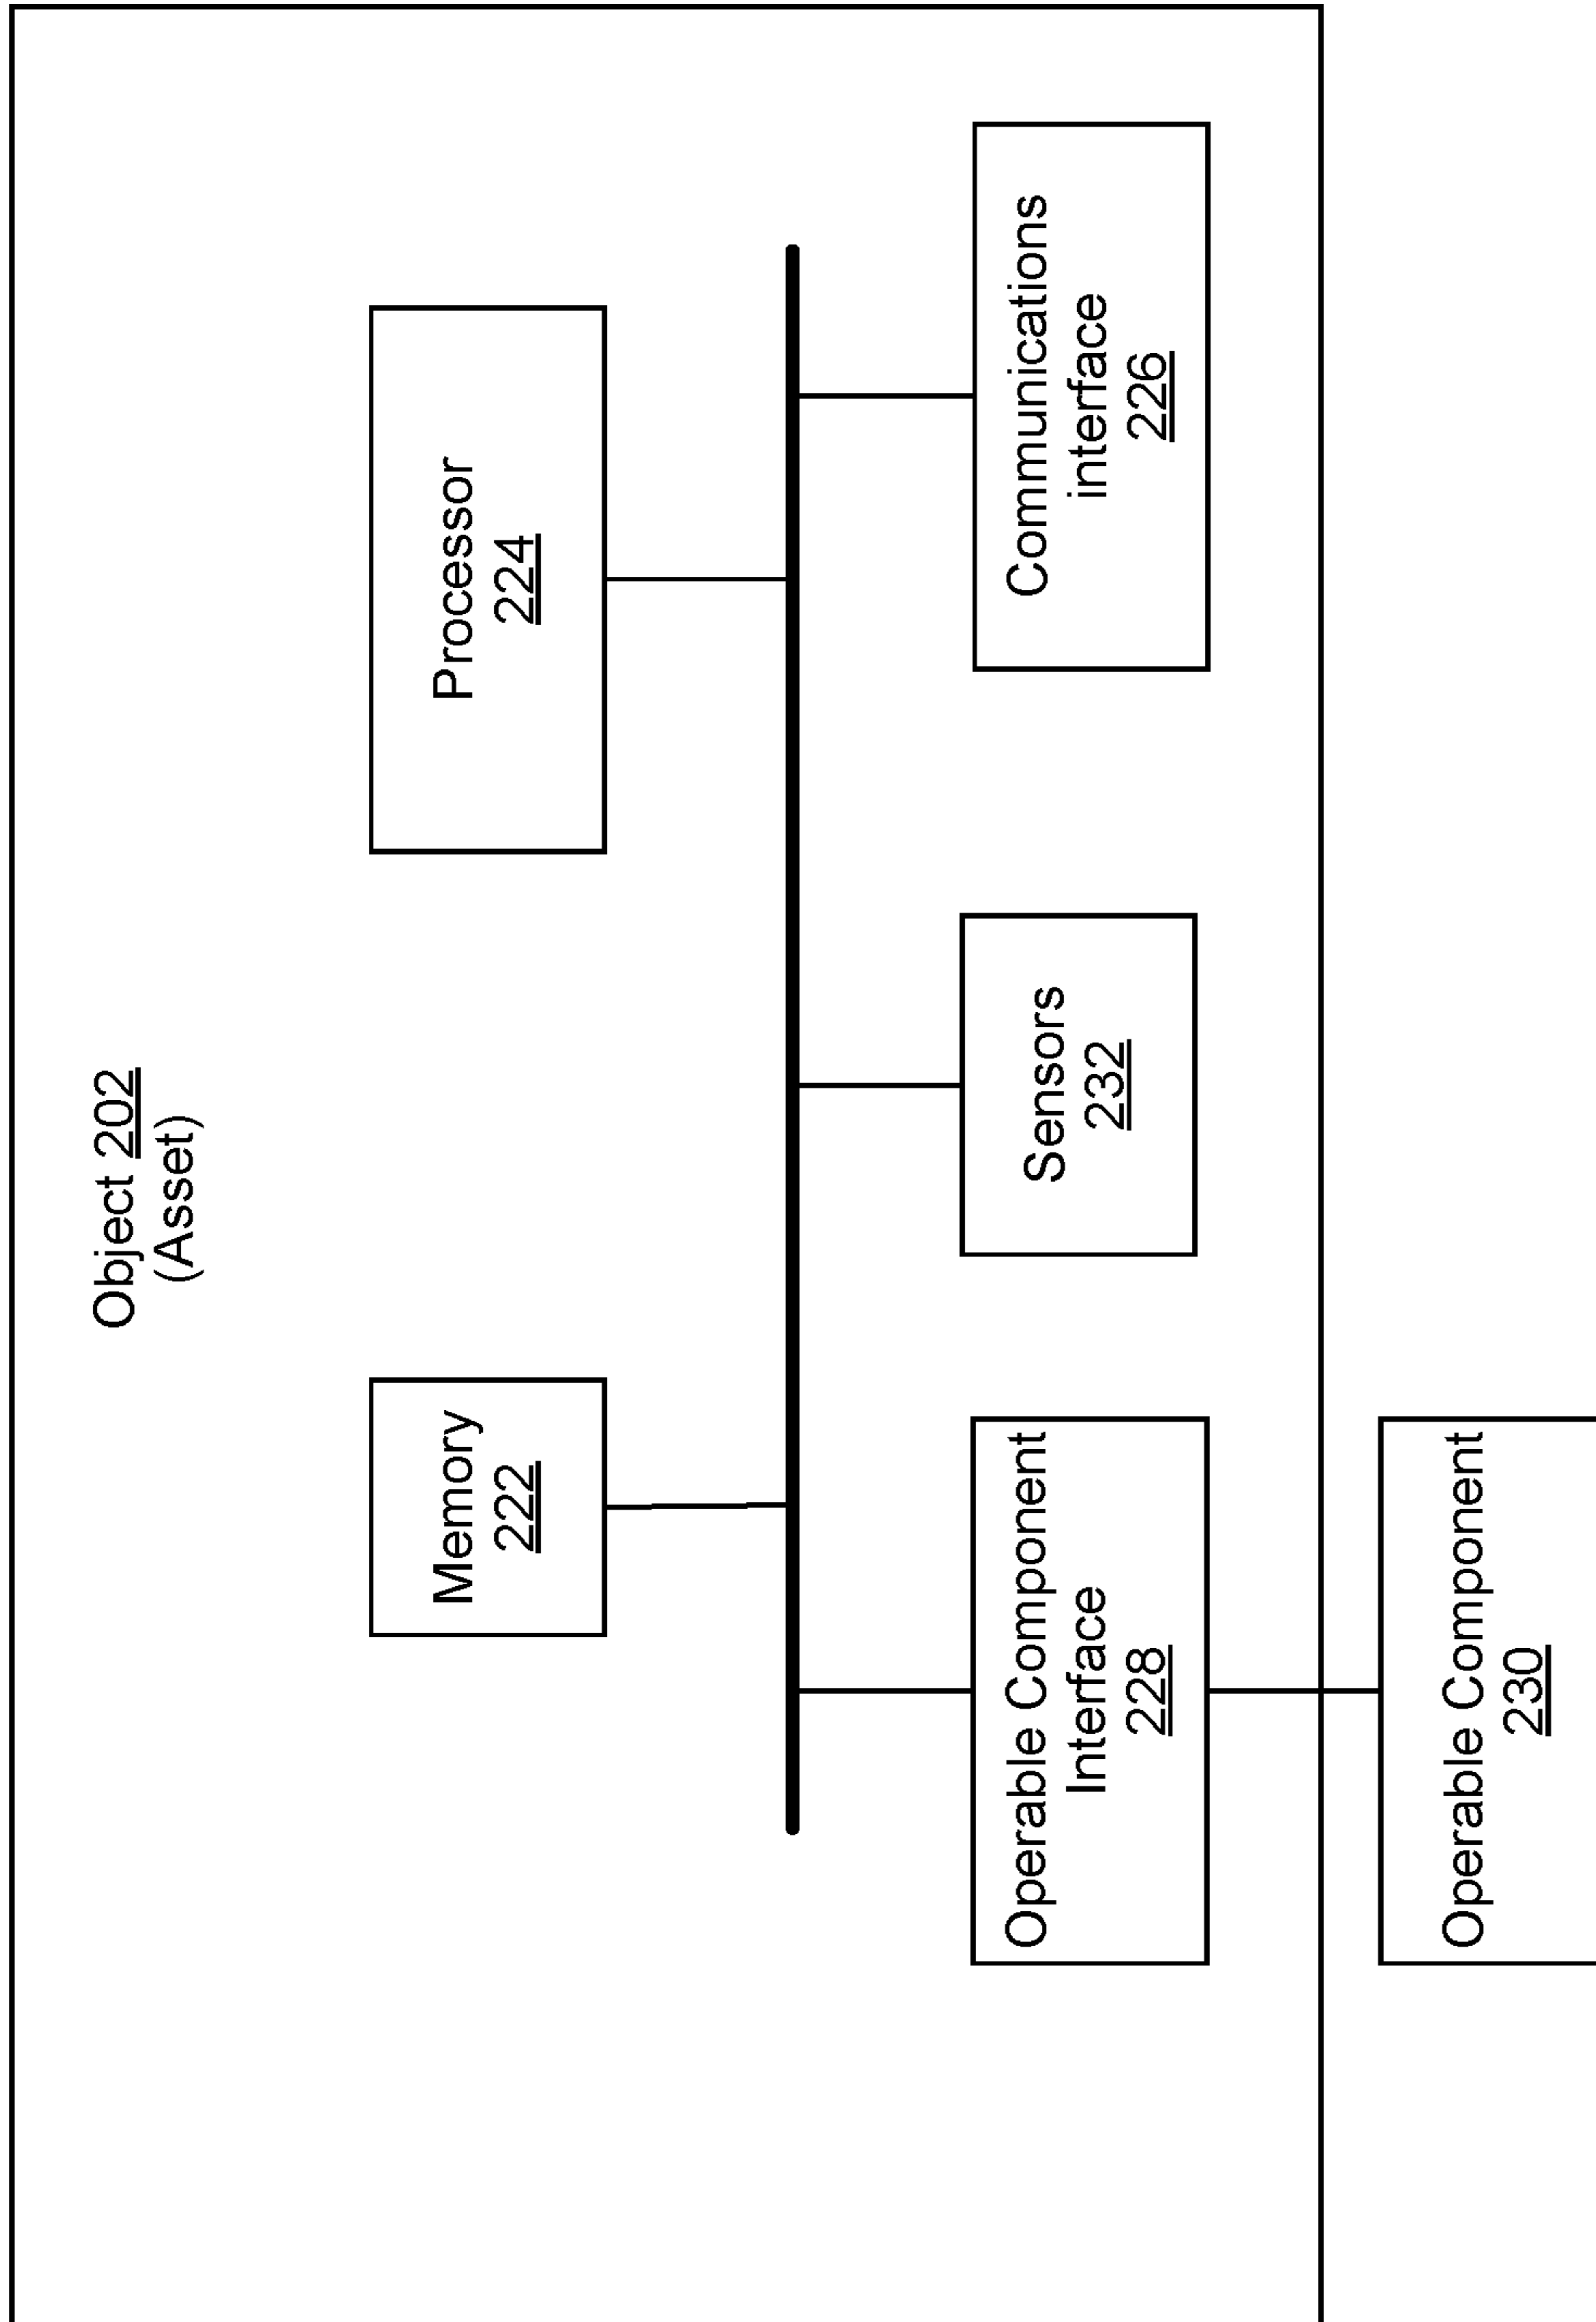 Object 202
(Asset)
Memory
222
Processor
224
Operable Component
Interface
228
Sensors
232
Communications
interface
226
Operable Component
230